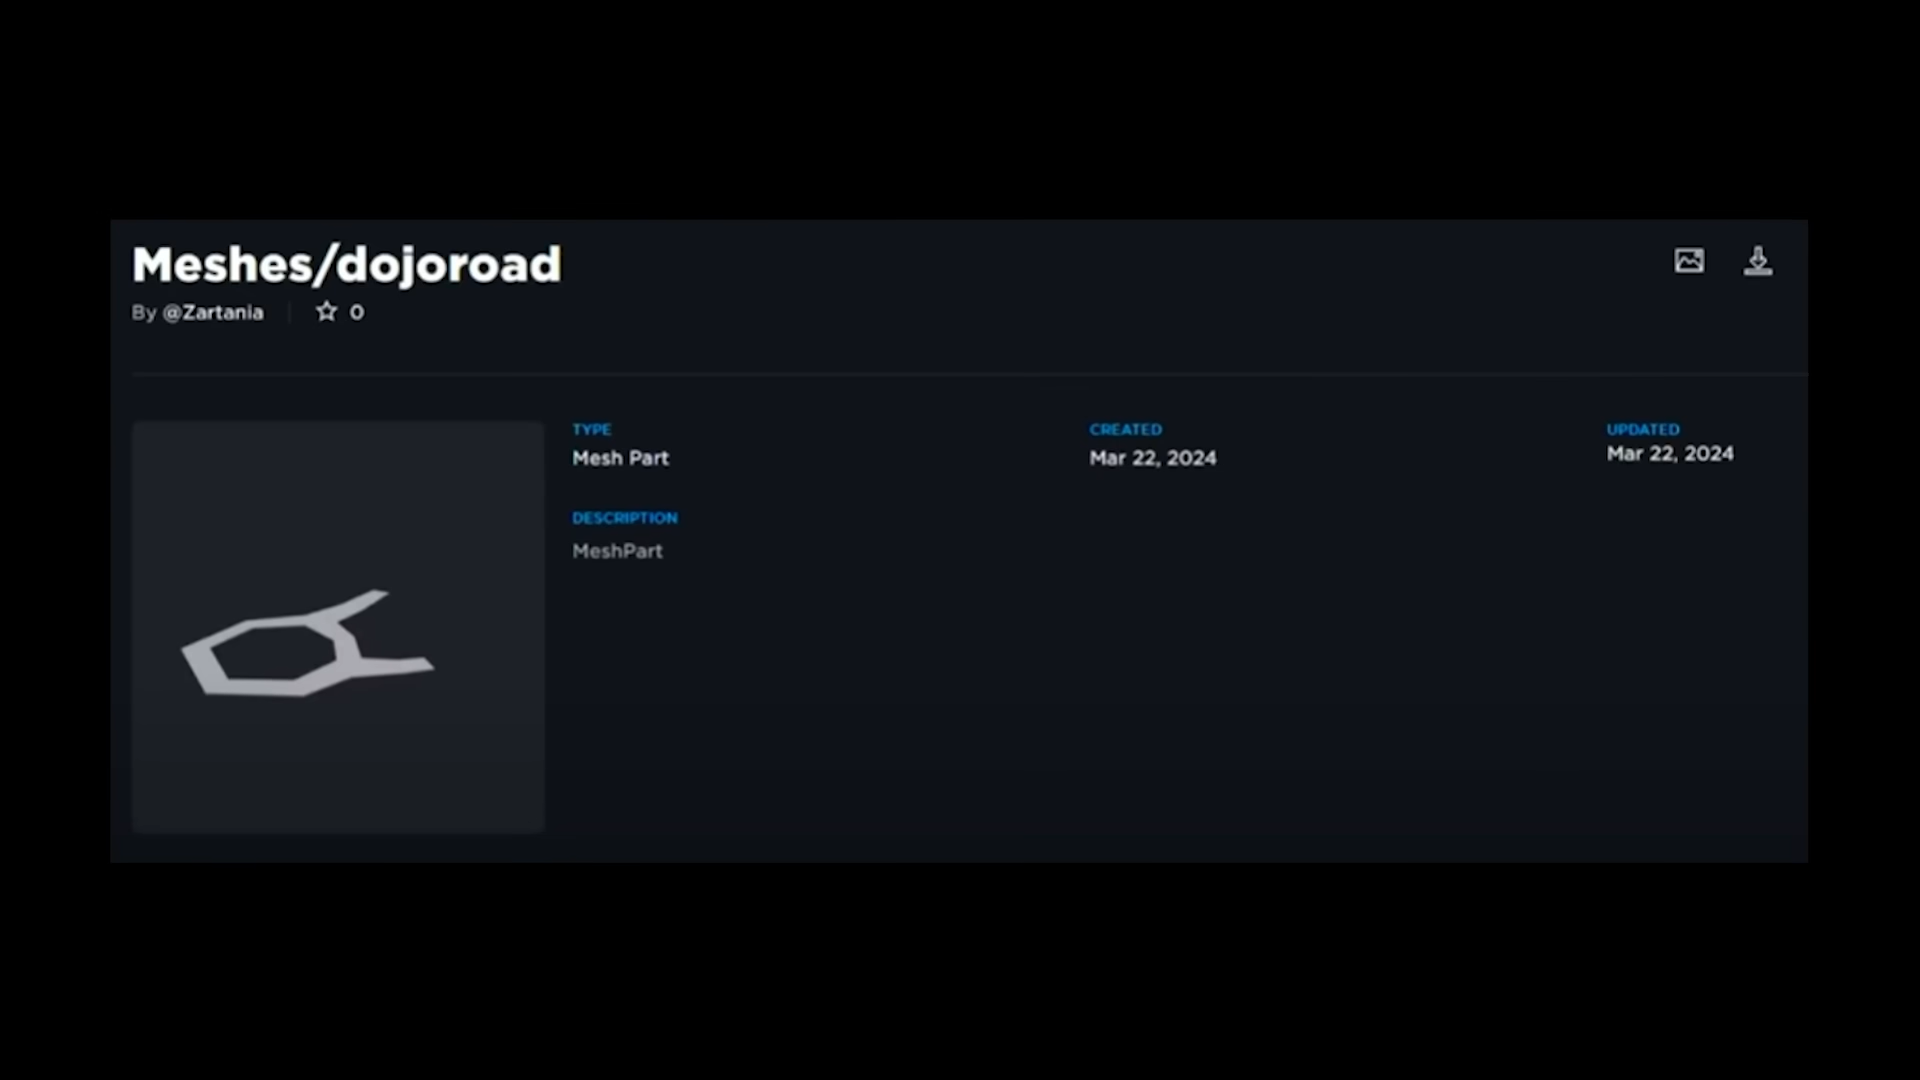 Meshes/dojoroad
By @Zartania 0
TYPE
Mesh Part
CREATED
Mar 22, 2024
UPDATED
Mar 22, 2024
DESCRIPTION
MeshPart